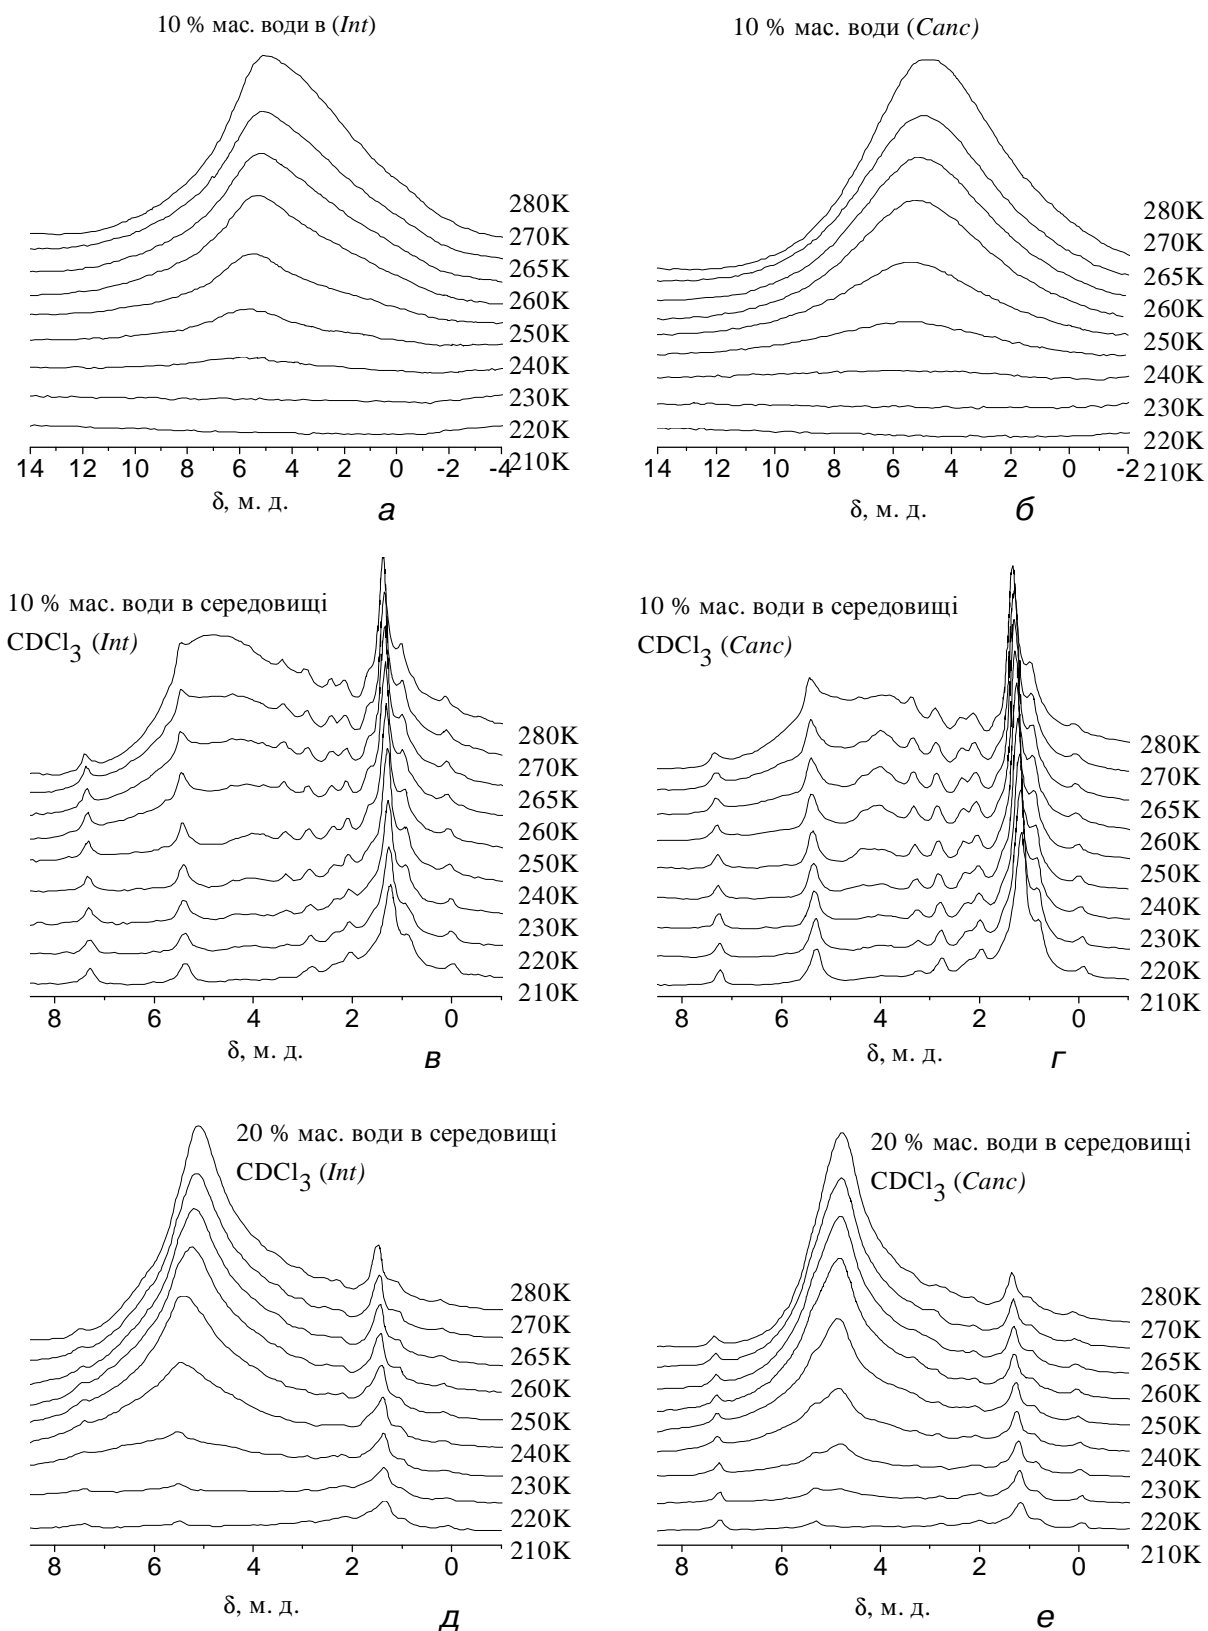 10 % мас. води в (Int)
280K
270K
265K
260K
250K
240K
230K
220K
210K
14 12 10 8 6 4 2 0 -2 -4
δ, м. д.
а
10 % мас. води (Canc)
280K
270K
265K
260K
250K
240K
230K
220K
210K
14 12 10 8 6 4 2 0 -2
δ, м. д.
б
10 % мас. води в середовищі
CDCl3 (Int)
280K
270K
265K
260K
250K
240K
230K
220K
210K
8 6 4 2 0
δ, м. д.
в
10 % мас. води в середовищі
CDCl3 (Canc)
280K
270K
265K
260K
250K
240K
230K
220K
210K
8 6 4 2 0
δ, м. д.
г
20 % мас. води в середовищі
CDCl3 (Int)
280K
270K
265K
260K
250K
240K
230K
220K
210K
8 6 4 2 0
δ, м. д.
д
20 % мас. води в середовищі
CDCl3 (Canc)
280K
270K
265K
260K
250K
240K
230K
220K
210K
8 6 4 2 0
δ, м. д.
е